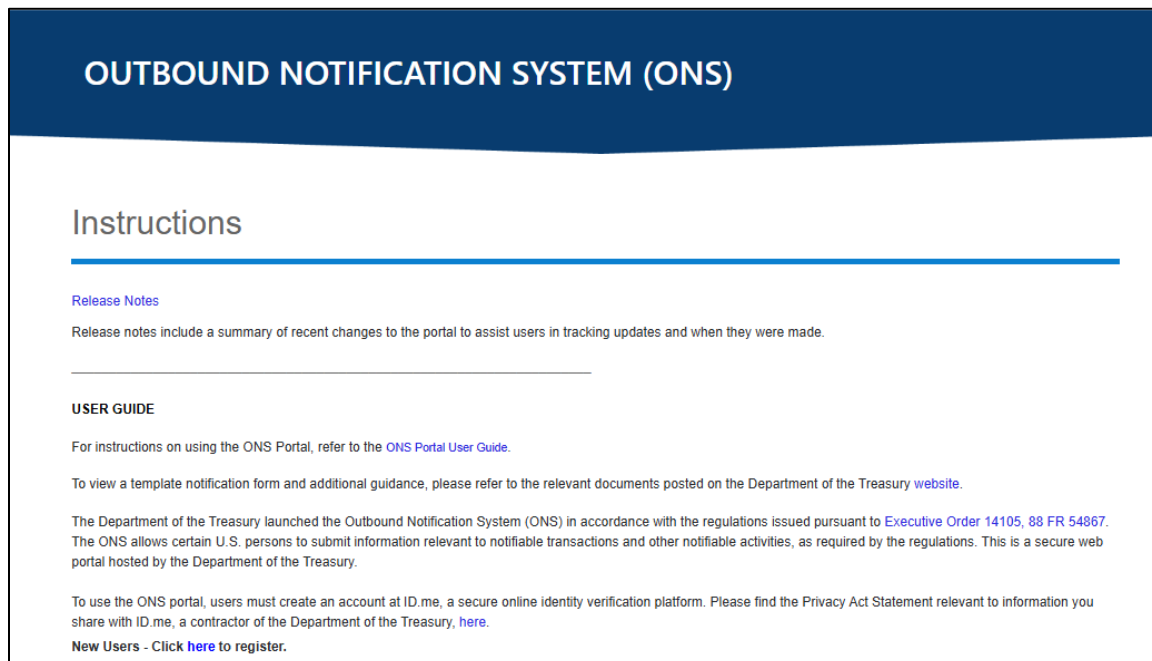 OUTBOUND NOTIFICATION SYSTEM (ONS)
Instructions
Release Notes
Release notes include a summary of recent changes to the portal to assist users in tracking updates and when they were made.
USER GUIDE
For instructions on using the ONS Portal, refer to the ONS Portal User Guide.
To view a template notification form and additional guidance, please refer to the relevant documents posted on the Department of the Treasury website.
The Department of the Treasury launched the Outbound Notification System (ONS) in accordance with the regulations issued pursuant to Executive Order 14105, 88 FR 54867.
The ONS allows certain U.S. persons to submit information relevant to notifiable transactions and other notifiable activities, as required by the regulations. This is a secure web
portal hosted by the Department of the Treasury.
To use the ONS portal, users must create an account at ID.me, a secure online identity verification platform. Please find the Privacy Act Statement relevant to information you
share with ID.me, a contractor of the Department of the Treasury, here.
New Users - Click here to register.